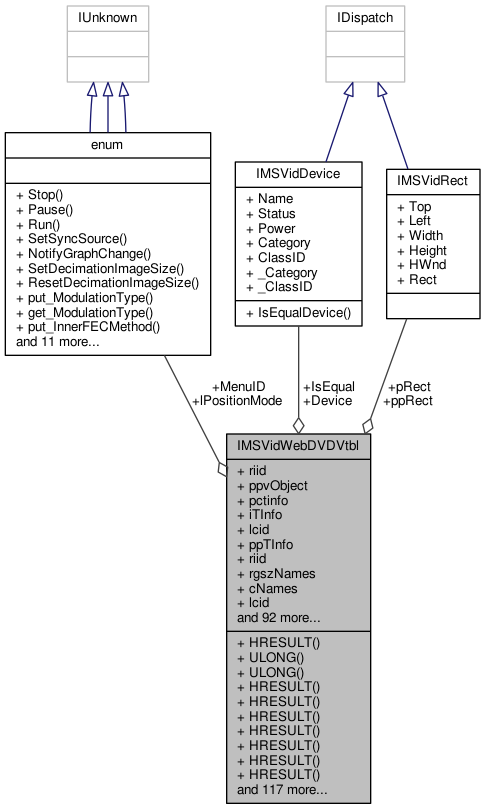 IUnknown
IDispatch
enum
+ Stop()
+ Pause()
+ Run()
+ SetSyncSource()
+ NotifyGraphChange()
+ SetDecimationImageSize()
+ ResetDecimationImageSize()
+ put_ModulationType()
+ get_ModulationType()
+ put_InnerFECMethod()
and 11 more...
IMSVidDevice
+ Name
+ Status
+ Power
+ Category
+ ClassID
+ _Category
+ _ClassID
+ IsEqualDevice()
IMSVidRect
+ Top
+ Left
+ Width
+ Height
+ HWnd
+ Rect
+MenuID
+lPositionMode
+IsEqual
+Device
+pRect
+ppRect
IMSVidWebDVDVtbl
+ riid
+ ppvObject
+ pctinfo
+ iTInfo
+ lcid
+ ppTInfo
+ riid
+ rgszNames
+ cNames
+ lcid
and 92 more...
+ HRESULT()
+ ULONG()
+ ULONG()
+ HRESULT()
+ HRESULT()
+ HRESULT()
+ HRESULT()
+ HRESULT()
+ HRESULT()
+ HRESULT()
and 117 more...